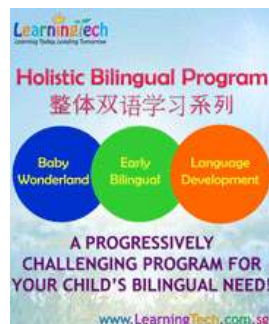 LearningTech
Learning Today, Leading Tomorrow
Holistic Bilingual Program
整体双语学习系列
Baby
Wonderland
Early
Bilingual
Language
Development
A PROGRESSIVELY
CHALLENGING PROGRAM FOR
YOUR CHILD'S BILINGUAL NEED!
www.LearningTech.com.sg